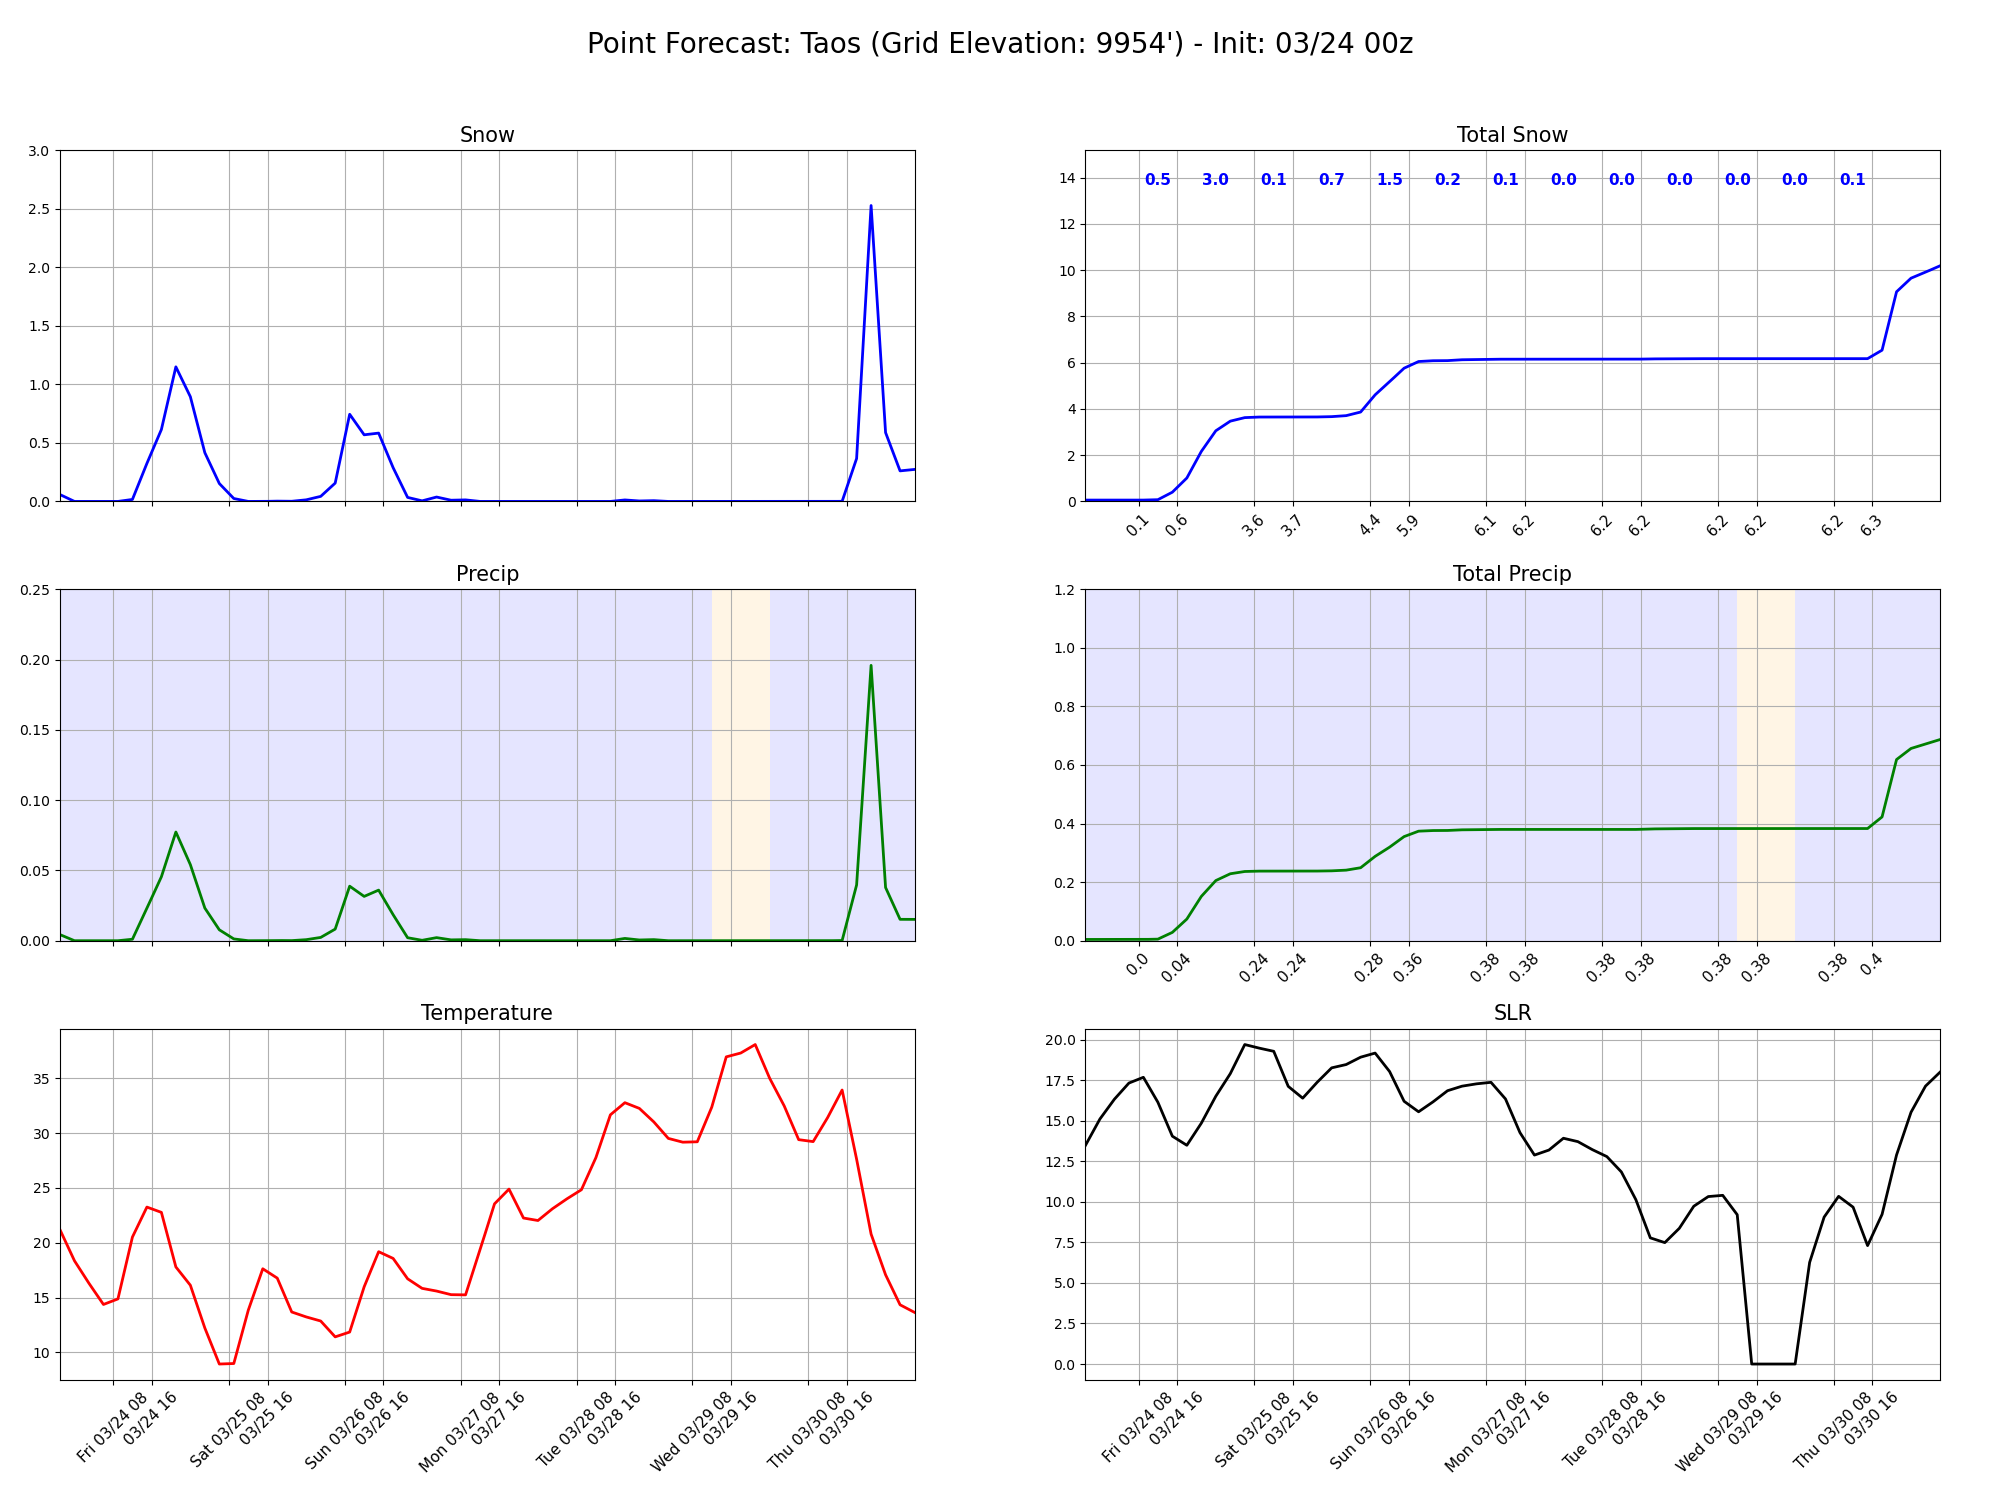 Point Forecast: Taos (Grid Elevation: 9954') - Init: 03/24 00z
Snow
3.0
2.5
2.0
1.5
1.0
0.5
0.0
Total Snow
14
12
10
8
6
4
2
0
0.5 3.0 0.1 0.7 1.5 0.2 0.1 0.0 0.0 0.0 0.0 0.0 0.1
0.1 0.6 3.6 3.7 4.4 5.9 6.1 6.2 6.2 6.2 6.2 6.2 6.2 6.3
Precip
0.25
0.20
0.15
0.10
0.05
0.00
Total Precip
1.2
1.0
0.8
0.6
0.4
0.2
0.0
0.0 0.04 0.24 0.24 0.28 0.36 0.38 0.38 0.38 0.38 0.38 0.38 0.38 0.4
Temperature
35
30
25
20
15
10
Fri 03/24 08
03/24 16
Sat 03/25 08
03/25 16
Sun 03/26 08
03/26 16
Mon 03/27 08
03/27 16
Tue 03/28 08
03/28 16
Wed 03/29 08
03/29 16
Thu 03/30 08
03/30 16
SLR
20.0
17.5
15.0
12.5
10.0
7.5
5.0
2.5
0.0
Fri 03/24 08
03/24 16
Sat 03/25 08
03/25 16
Sun 03/26 08
03/26 16
Mon 03/27 08
03/27 16
Tue 03/28 08
03/28 16
Wed 03/29 08
03/29 16
Thu 03/30 08
03/30 16